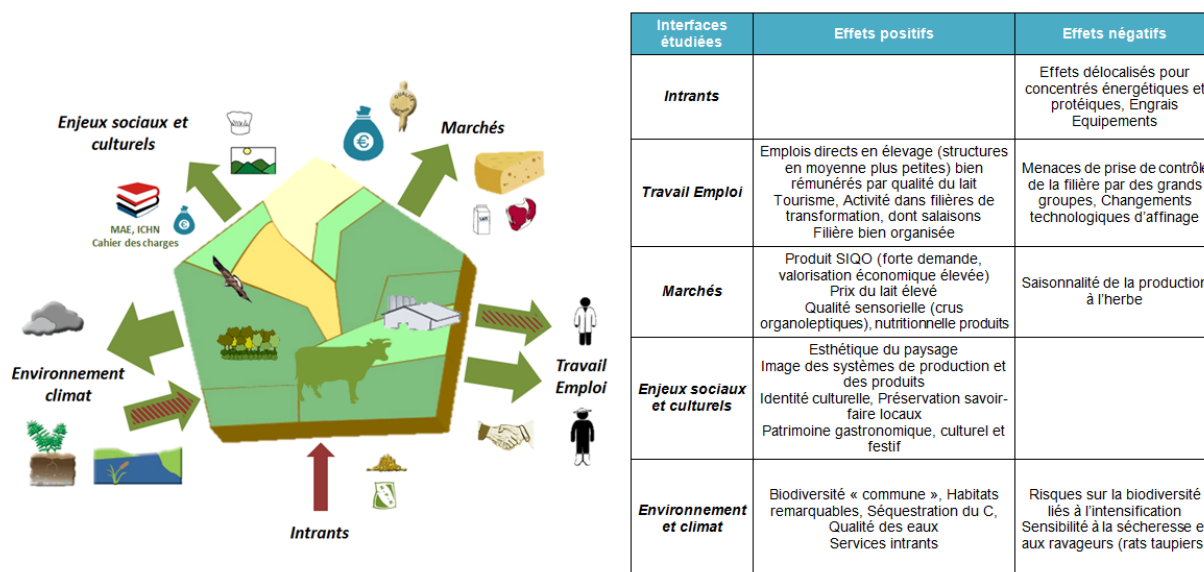 Enjeux sociaux et
culturels
MAE, ICHN
Cahier des charges
QUALITÉ
€
€
Marchés
Environnement
climat
Travail
Emploi
Intrants
Interfaces
étudiées
Effets positifs
Effets négatifs
Intrants
Effets délocalisés pour
concentrés énergétiques et
protéiques, Engrais
Equipements
Travail Emploi
Emplois directs en élevage (structures
en moyenne plus petites) bien
rémunérés par qualité du lait
Tourisme, Activité dans filières de
transformation, dont salaisons
Filière bien organisée
Menaces de prise de contrôle
de la filière par des grands
groupes, Changements
technologiques d'affinage
Marchés
Produit SIQO (forte demande,
valorisation économique élevée)
Prix du lait élevé
Qualité sensorielle (crus
organoleptiques), nutritionnelle produits
Saisonnalité de la production
à l'herbe
Enjeux sociaux
et culturels
Esthétique du paysage
Image des systèmes de production et
des produits
Identité culturelle, Préservation savoir-
faire locaux
Patrimoine gastronomique, culturel et
festif
Environnement
et climat
Biodiversité « commune », Habitats
remarquables, Séquestration du C,
Qualité des eaux
Services intrants
Risques sur la biodiversité
liés à l'intensification
Sensibilité à la sécheresse e
aux ravageurs (rats taupiers